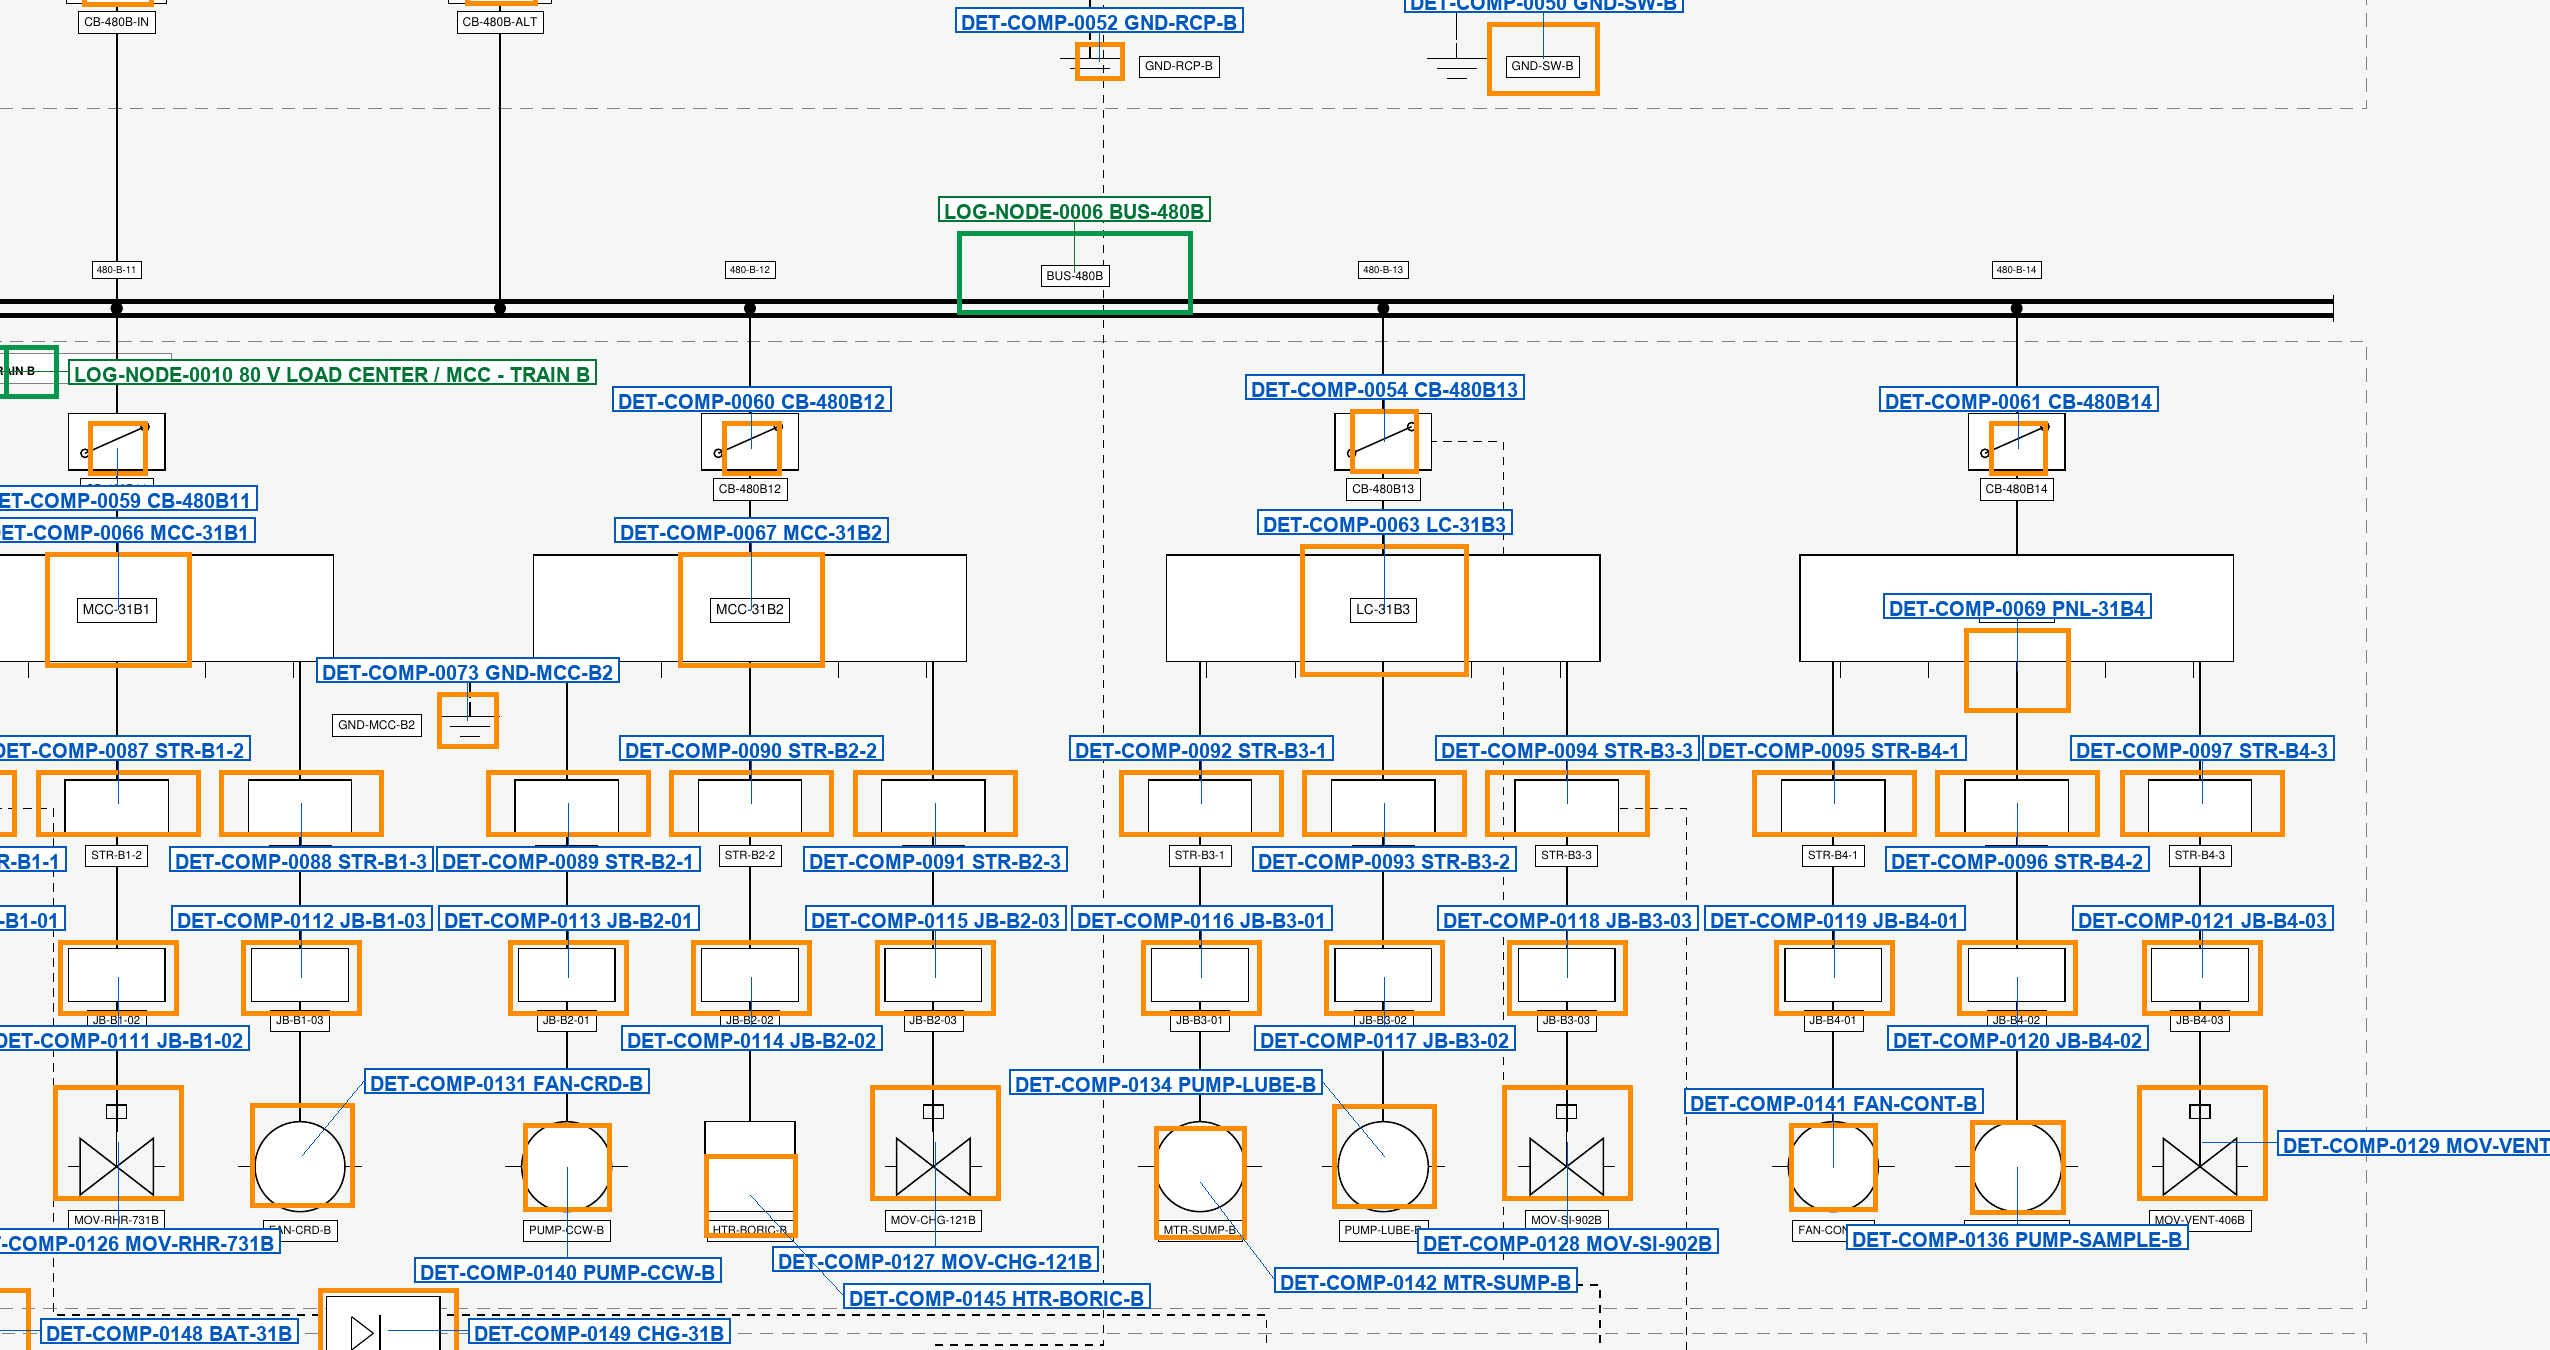 DET-COMP-0050 GND-SW-B
CB-480B-IN
CB-480B-ALT
DET-COMP-0052 GND-RCP-B
GND-RCP-B
GND-SW-B
LOG-NODE-0006 BUS-480B
480-B-11
480-B-12
BUS-480B
480-B-13
480-B-14
AIN B
LOG-NODE-0010 80 V LOAD CENTER / MCC - TRAIN B
DET-COMP-0060 CB-480B12
DET-COMP-0054 CB-480B13
DET-COMP-0061 CB-480B14
CB-480B12
CB-480B13
CB-480B14
ET-COMP-0059 CB-480B11
ET-COMP-0066 MCC-31B1
DET-COMP-0067 MCC-31B2
DET-COMP-0063 LC-31B3
MCC-31B1
MCC-31B2
LC-31B3
DET-COMP-0069 PNL-31B4
DET-COMP-0073 GND-MCC-B2
GND-MCC-B2
DET-COMP-0087 STR-B1-2
DET-COMP-0090 STR-B2-2
DET-COMP-0092 STR-B3-1
DET-COMP-0094 STR-B3-3
DET-COMP-0095 STR-B4-1
DET-COMP-0097 STR-B4-3
R-B1-1
STR-B1-2
DET-COMP-0088 STR-B1-3
DET-COMP-0089 STR-B2-1
STR-B2-2
DET-COMP-0091 STR-B2-3
STR-B3-1
DET-COMP-0093 STR-B3-2
STR-B3-3
STR-B4-1
DET-COMP-0096 STR-B4-2
STR-B4-3
-B1-01
DET-COMP-0112 JB-B1-03
DET-COMP-0113 JB-B2-01
DET-COMP-0115 JB-B2-03
DET-COMP-0116 JB-B3-01
DET-COMP-0118 JB-B3-03
DET-COMP-0119 JB-B4-01
DET-COMP-0121 JB-B4-03
JB-B1-02
JB-B1-03
JB-B2-01
JB-B2-02
JB-B2-03
JB-B3-01
JB-B3-02
JB-B3-03
JB-B4-01
JB-B4-02
JB-B4-03
DET-COMP-0111 JB-B1-02
DET-COMP-0114 JB-B2-02
DET-COMP-0117 JB-B3-02
DET-COMP-0120 JB-B4-02
DET-COMP-0131 FAN-CRD-B
DET-COMP-0134 PUMP-LUBE-B
DET-COMP-0141 FAN-CONT-B
DET-COMP-0129 MOV-VENT
MOV-RHR-731B
FAN-CRD-B
PUMP-CCW-B
HTR-BORIC-B
MOV-CHG-121B
MTR-SUMP-B
PUMP-LUBE-B
MOV-SI-902B
FAN-CON
MOV-VENT-406B
T-COMP-0126 MOV-RHR-731B
DET-COMP-0128 MOV-SI-902B
DET-COMP-0136 PUMP-SAMPLE-B
DET-COMP-0140 PUMP-CCW-B
DET-COMP-0127 MOV-CHG-121B
DET-COMP-0142 MTR-SUMP-B
DET-COMP-0145 HTR-BORIC-B
DET-COMP-0148 BAT-31B
DET-COMP-0149 CHG-31B